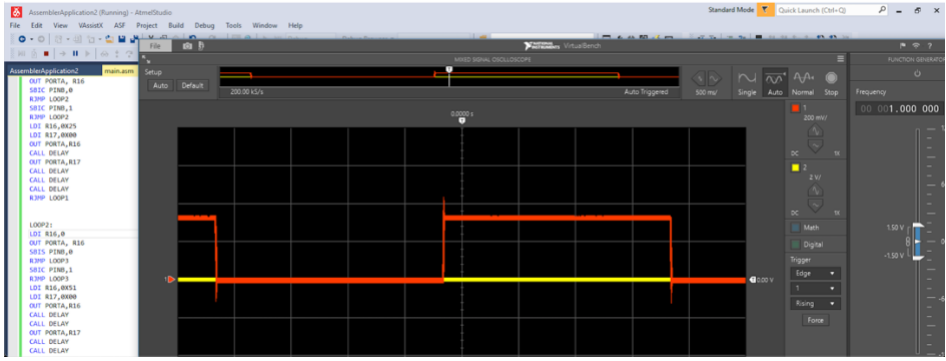 AssemblerApplication2 (Running) - AtmelStudio
Standard Mode
Quick Launch (Ctrl+Q)
File Edit View VAssistX ASF Project Build Debug Tools Window Help
File
NATIONAL INSTRUMENTS VirtualBench
AssemblerApplication2 main.asm
MIXED SIGNAL OSCILLOSCOPE
FUNCTION GENERATOR
Setup
Auto Default
200.00 kS/s
Auto Triggered
500 ms/
Single Auto Normal Stop
Frequency
00 001.000 000
0.0000 s
1
200 mV/
DC 1X
2
2 V/
DC 1X
Math
Digital
Trigger
Edge
1
Rising
Force
0.00 V
1.50 V
-1.50 V
OUT PORTA, R16
SBIC PINB,0
RJMP LOOP2
SBIC PINB,1
RJMP LOOP2
LDI R16,0X25
LDI R17,0X00
OUT PORTA,R16
CALL DELAY
OUT PORTA,R17
CALL DELAY
CALL DELAY
CALL DELAY
RJMP LOOP1
LOOP2:
LDI R16,0
OUT PORTA, R16
SBIS PINB,0
RJMP LOOP3
SBIC PINB,1
RJMP LOOP3
LDI R16,0X51
LDI R17,0X00
OUT PORTA,R16
CALL DELAY
CALL DELAY
OUT PORTA,R17
CALL DELAY
CALL DELAY